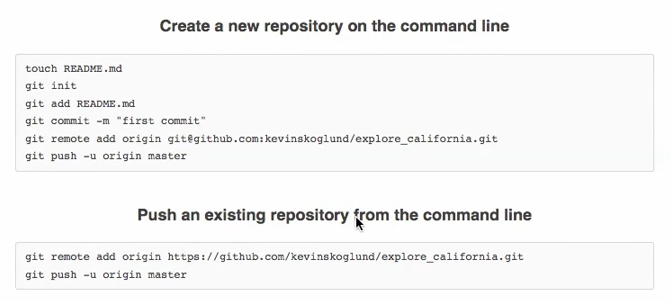 Create a new repository on the command line
touch README.md
git init
git add README.md
git commit -m "first commit"
git remote add origin git@github.com:kevinskoglund/explore_california.git
git push -u origin master
Push an existing repository from the command line
git remote add origin https://github.com/kevinskoglund/explore_california.git
git push -u origin master